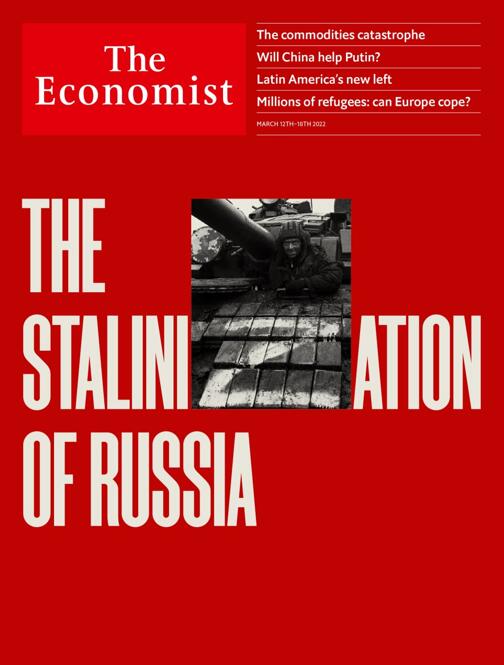 The
Economist
The commodities catastrophe
Will China help Putin?
Latin America's new left
Millions of refugees: can Europe cope?
MARCH 12TH–18TH 2022
THE
STALINI ATION
OF RUSSIA